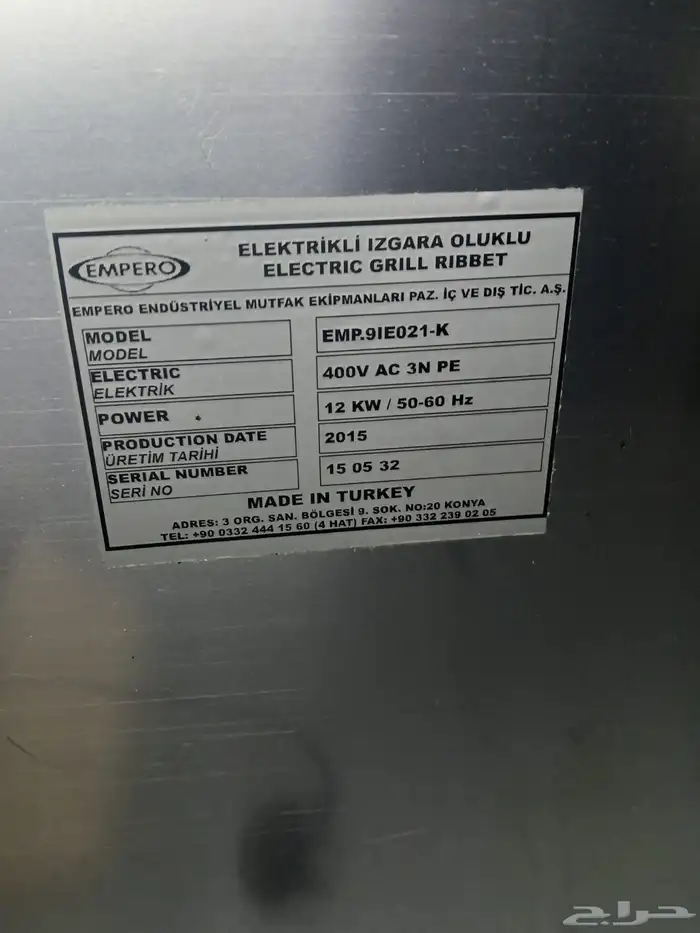 EMPERO
ELEKTRİKLİ IZGARA OLUKLU
ELECTRIC GRILL RIBBET
EMPERO ENDÜSTRİYEL MUTFAK EKİPMANLARI PAZ. İÇ VE DIŞ TİC. A.Ş.
MODEL
MODEL
EMP.9IE021-K
ELECTRIC
ELEKTRİK
400V AC 3N PE
POWER
12 KW / 50-60 Hz
PRODUCTION DATE
ÜRETİM TARİHİ
2015
SERIAL NUMBER
SERİ NO
15 05 32
MADE IN TURKEY
ADRES: 3 ORG. SAN. BÖLGESİ 9. SOK. NO:20 KONYA
TEL: +90 0332 444 15 60 (4 HAT) FAX: +90 332 239 02 05
حراج